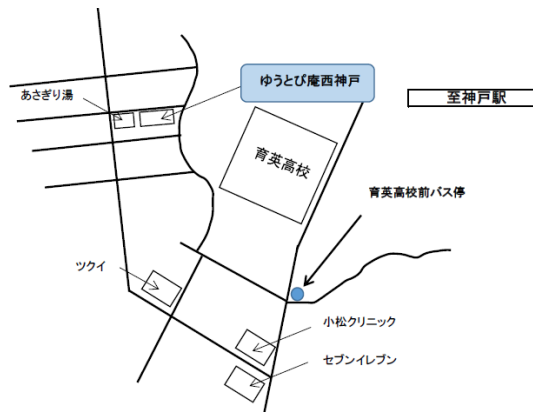 あさぎり湯
ゆうとぴ庵西神戸
至神戸駅
育英高校
育英高校前バス停
ツクイ
小松クリニック
セブンイレブン